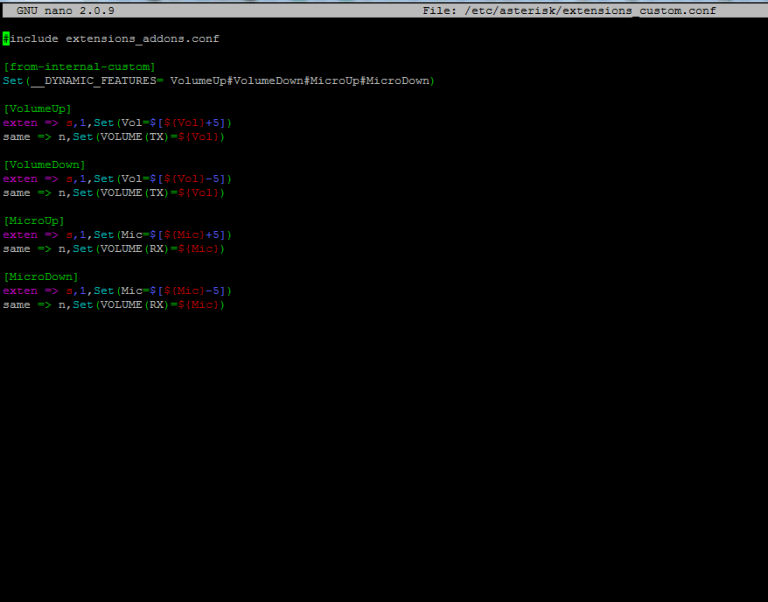 GNU nano 2.0.9 File: /etc/asterisk/extensions_custom.conf
#include extensions_addons.conf
[from-internal-custom]
Set(__DYNAMIC_FEATURES= VolumeUp#VolumeDown#MicroUp#MicroDown)
[VolumeUp]
exten => s,1,Set(Vol=$[${Vol}+5])
same => n,Set(VOLUME(TX)=${Vol})
[VolumeDown]
exten => s,1,Set(Vol=$[${Vol}-5])
same => n,Set(VOLUME(TX)=${Vol})
[MicroUp]
exten => s,1,Set(Mic=$[${Mic}+5])
same => n,Set(VOLUME(RX)=${Mic})
[MicroDown]
exten => s,1,Set(Mic=$[${Mic}-5])
same => n,Set(VOLUME(RX)=${Mic})